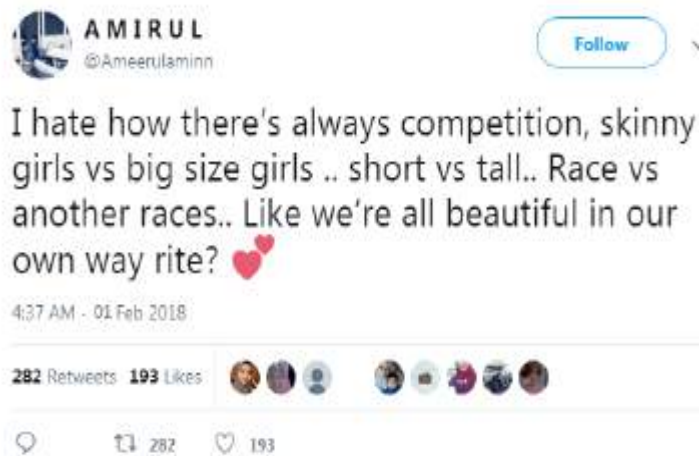 AMIRUL
@Ameerulaminn
Follow
I hate how there's always competition, skinny
girls vs big size girls .. short vs tall.. Race vs
another races.. Like we're all beautiful in our
own way rite? 💕
4:37 AM - 01 Feb 2018
282 Retweets 193 Likes
282 193